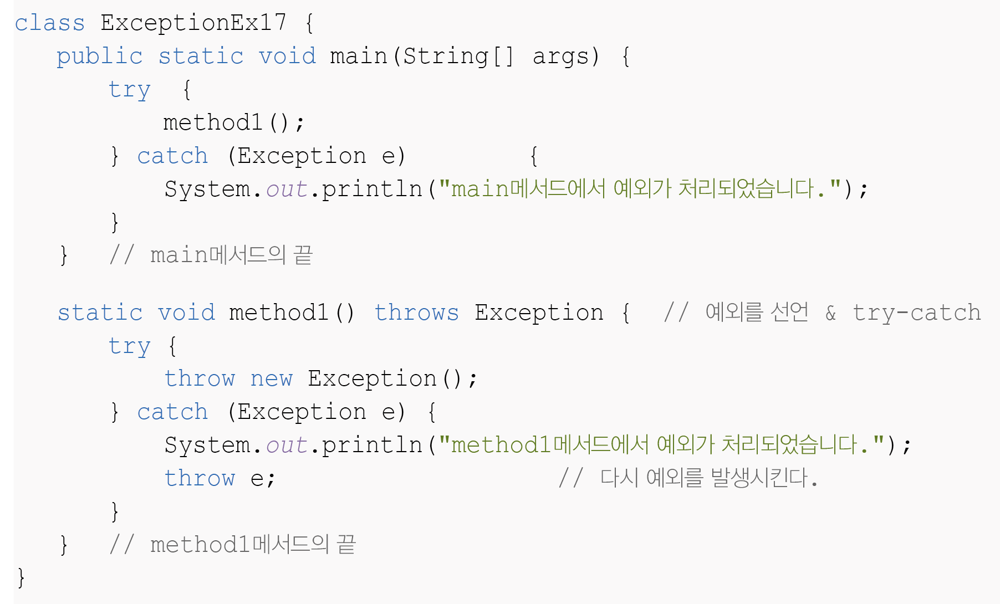 class ExceptionEx17 {
public static void main(String[] args) {
try {
method1();
} catch (Exception e) {
System.out.println("main메서드에서 예외가 처리되었습니다.");
}
} // main메서드의 끝
static void method1() throws Exception { // 예외를 선언 & try-catch
try {
throw new Exception();
} catch (Exception e) {
System.out.println("method1메서드에서 예외가 처리되었습니다.");
throw e; // 다시 예외를 발생시킨다.
}
} // method1메서드의 끝
}